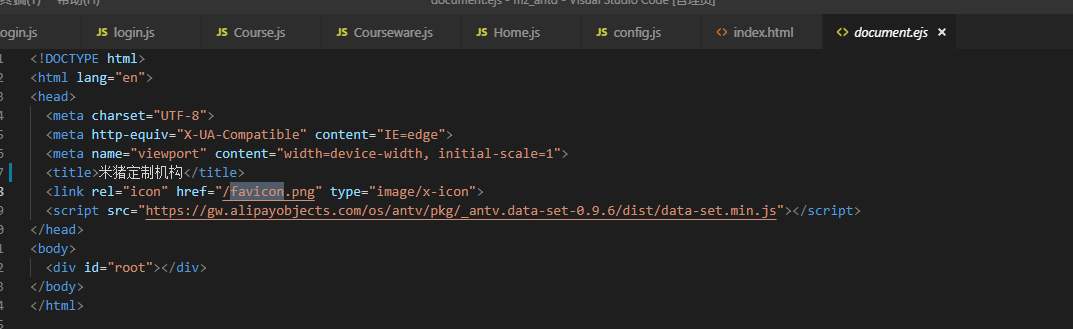 document.ejs - mz_antd - Visual Studio Code [管理员]
终端(T) 帮助(H)
ogin.js JS login.js JS Course.js JS Courseware.js JS Home.js JS config.js <> index.html <> document.ejs ×
1 <!DOCTYPE html>
2 <html lang="en">
3 <head>
4 <meta charset="UTF-8">
5 <meta http-equiv="X-UA-Compatible" content="IE=edge">
6 <meta name="viewport" content="width=device-width, initial-scale=1">
7 <title>米猪定制机构</title>
8 <link rel="icon" href="/favicon.png" type="image/x-icon">
9 <script src="https://gw.alipayobjects.com/os/antv/pkg/_antv.data-set-0.9.6/dist/data-set.min.js"></script>
0 </head>
1 <body>
2 <div id="root"></div>
3 </body>
4 </html>
5